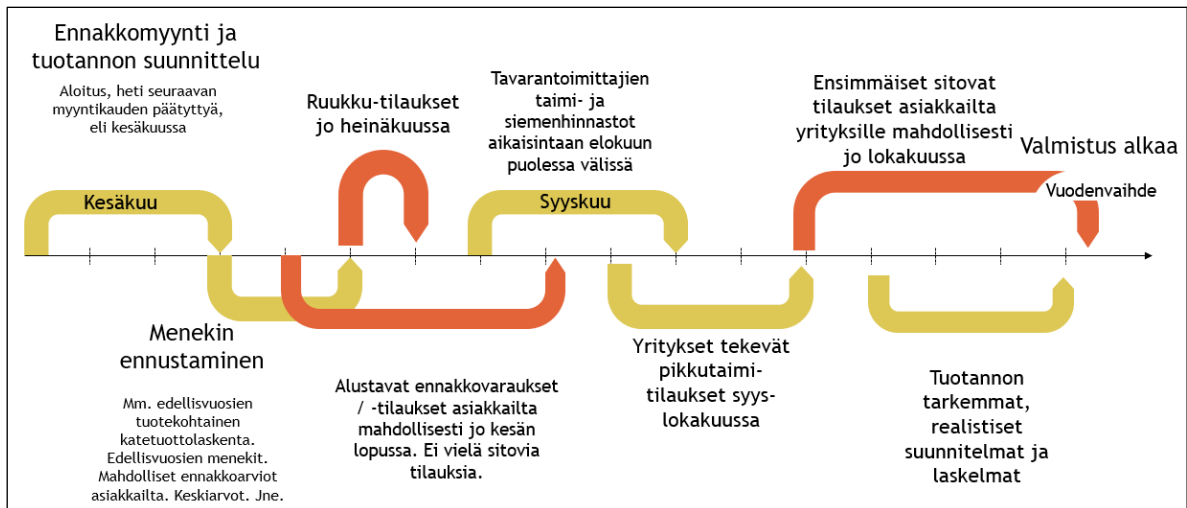 Ennakkomyynti ja
tuotannon suunnittelu
Aloitus, heti seuraavan
myyntikauden päätyttyä,
eli kesäkuussa
Kesäkuu
Menekin
ennustaminen
Mm. edellisvuosien
tuotekohtainen
katetuottolaskenta.
Edellisvuosien menekit.
Mahdolliset ennakkoarviot
asiakkailta. Keskiarvot. Jne.
Ruukku-tilaukset
jo heinäkuussa
Alustavat ennakkovaraukset
/ -tilaukset asiakkailta
mahdollisesti jo kesän
lopussa. Ei vielä sitovia
tilauksia.
Tavarantoimittajien
taimi- ja
siemenhinnastot
aikaisintaan elokuun
puolessa välissä
Syyskuu
Yritykset tekevät
pikkutaimi-
tilaukset syys-
lokakuussa
Ensimmäiset sitovat
tilaukset asiakkailta
yrityksille mahdollisesti
jo lokakuussa
Tuotannon
tarkemmat,
realistiset
suunnitelmat ja
laskelmat
Valmistus alkaa
Vuodenvaihde